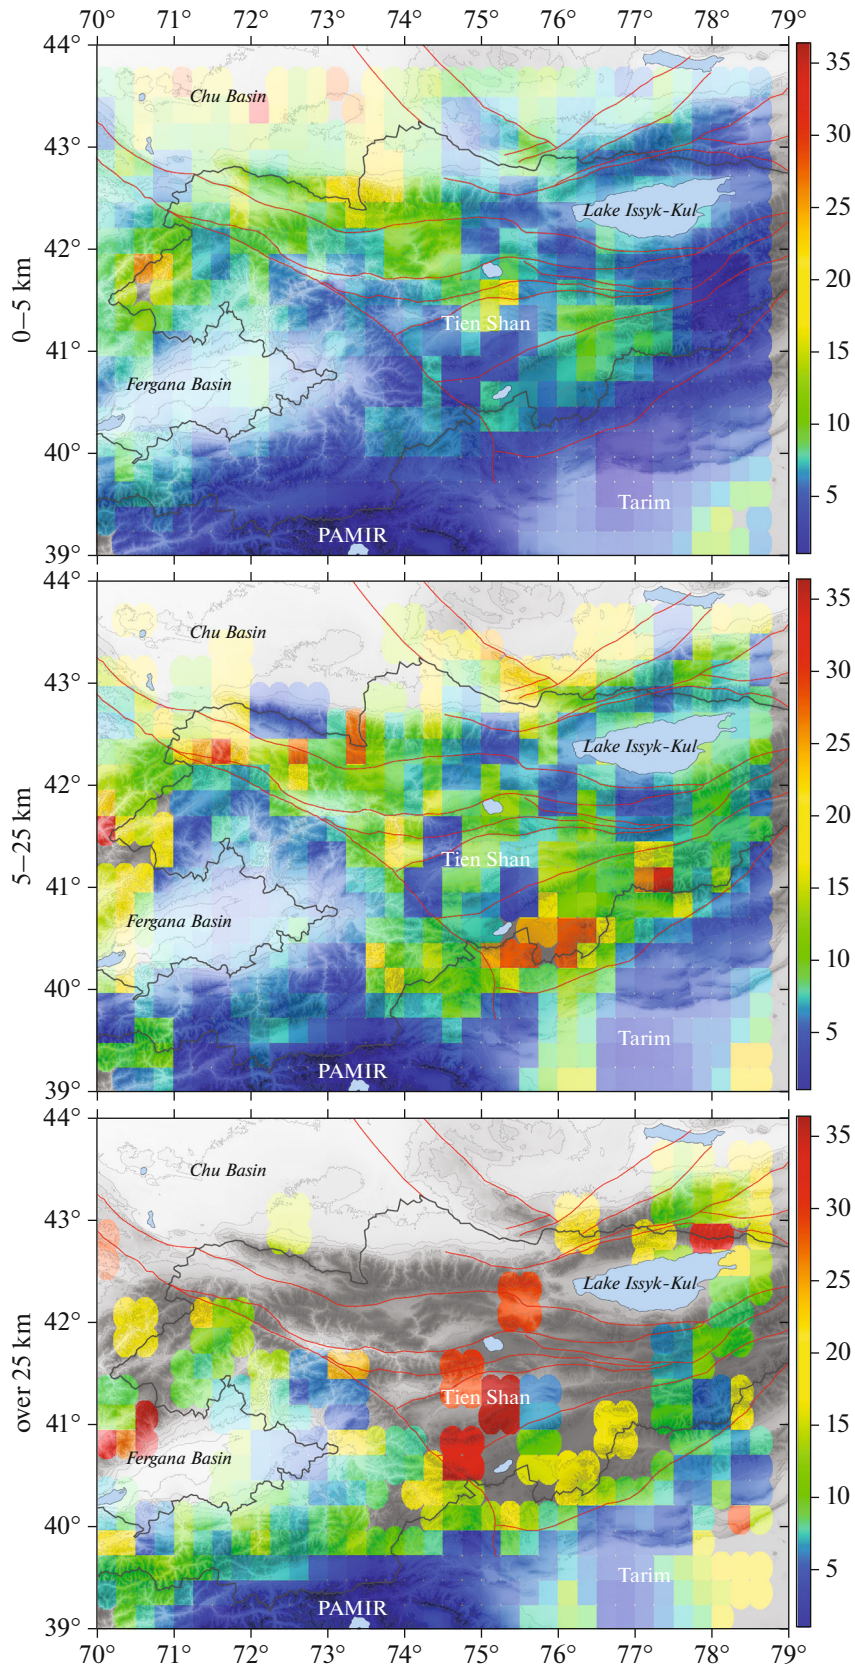 70° 71° 72° 73° 74° 75° 76° 77° 78° 79°
44°
43°
42°
41°
40°
39°
0–5 km
Chu Basin
Lake Issyk-Kul
Tien Shan
Fergana Basin
Tarim
PAMIR
35
30
25
20
15
10
5
44°
43°
42°
41°
40°
39°
5–25 km
Chu Basin
Lake Issyk-Kul
Tien Shan
Fergana Basin
Tarim
PAMIR
35
30
25
20
15
10
5
44°
43°
42°
41°
40°
39°
over 25 km
Chu Basin
Lake Issyk-Kul
Tien Shan
Fergana Basin
Tarim
PAMIR
35
30
25
20
15
10
5
70 71 72 73 74 75 76 77 78 79